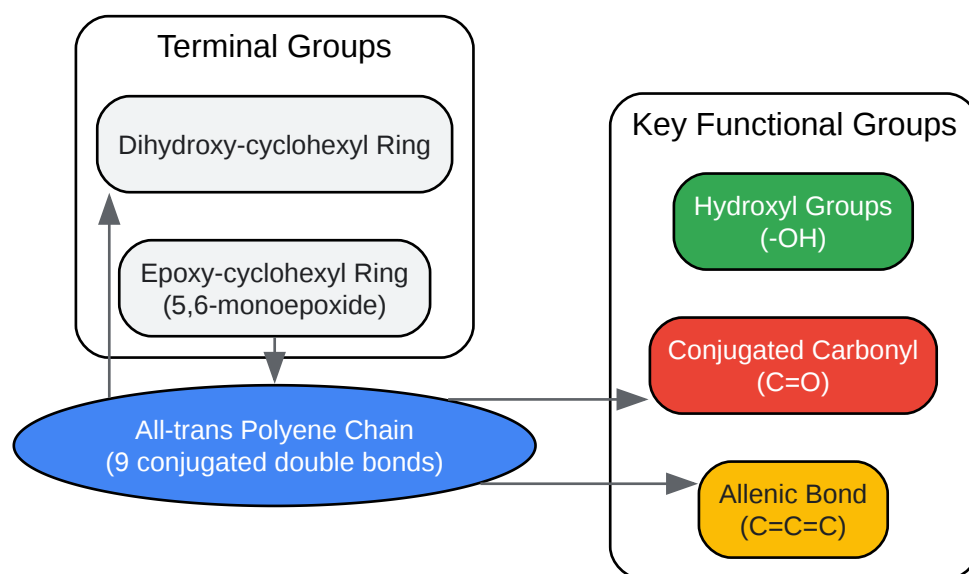 Terminal Groups
Dihydroxy-cyclohexyl Ring
Epoxy-cyclohexyl Ring
(5,6-monoepoxide)
All-trans Polyene Chain
(9 conjugated double bonds)
Key Functional Groups
Hydroxyl Groups
(-OH)
Conjugated Carbonyl
(C=O)
Allenic Bond
(C=C=C)